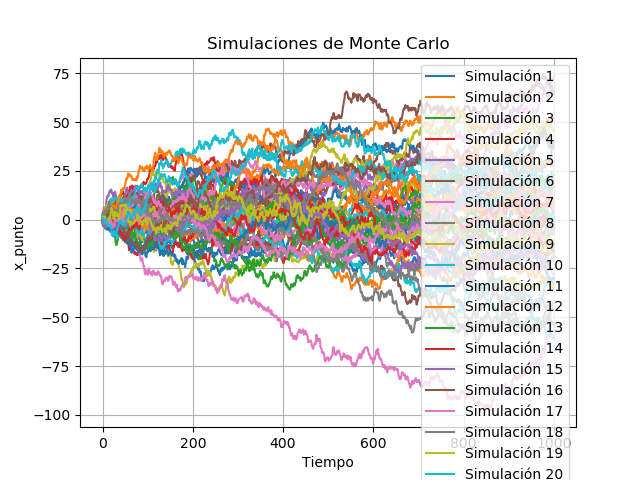 Simulaciones de Monte Carlo
75
50
25
0
−25
−50
−75
−100
x_punto
0
200
400
600
800
1000
Tiempo
Simulación 1
Simulación 2
Simulación 3
Simulación 4
Simulación 5
Simulación 6
Simulación 7
Simulación 8
Simulación 9
Simulación 10
Simulación 11
Simulación 12
Simulación 13
Simulación 14
Simulación 15
Simulación 16
Simulación 17
Simulación 18
Simulación 19
Simulación 20